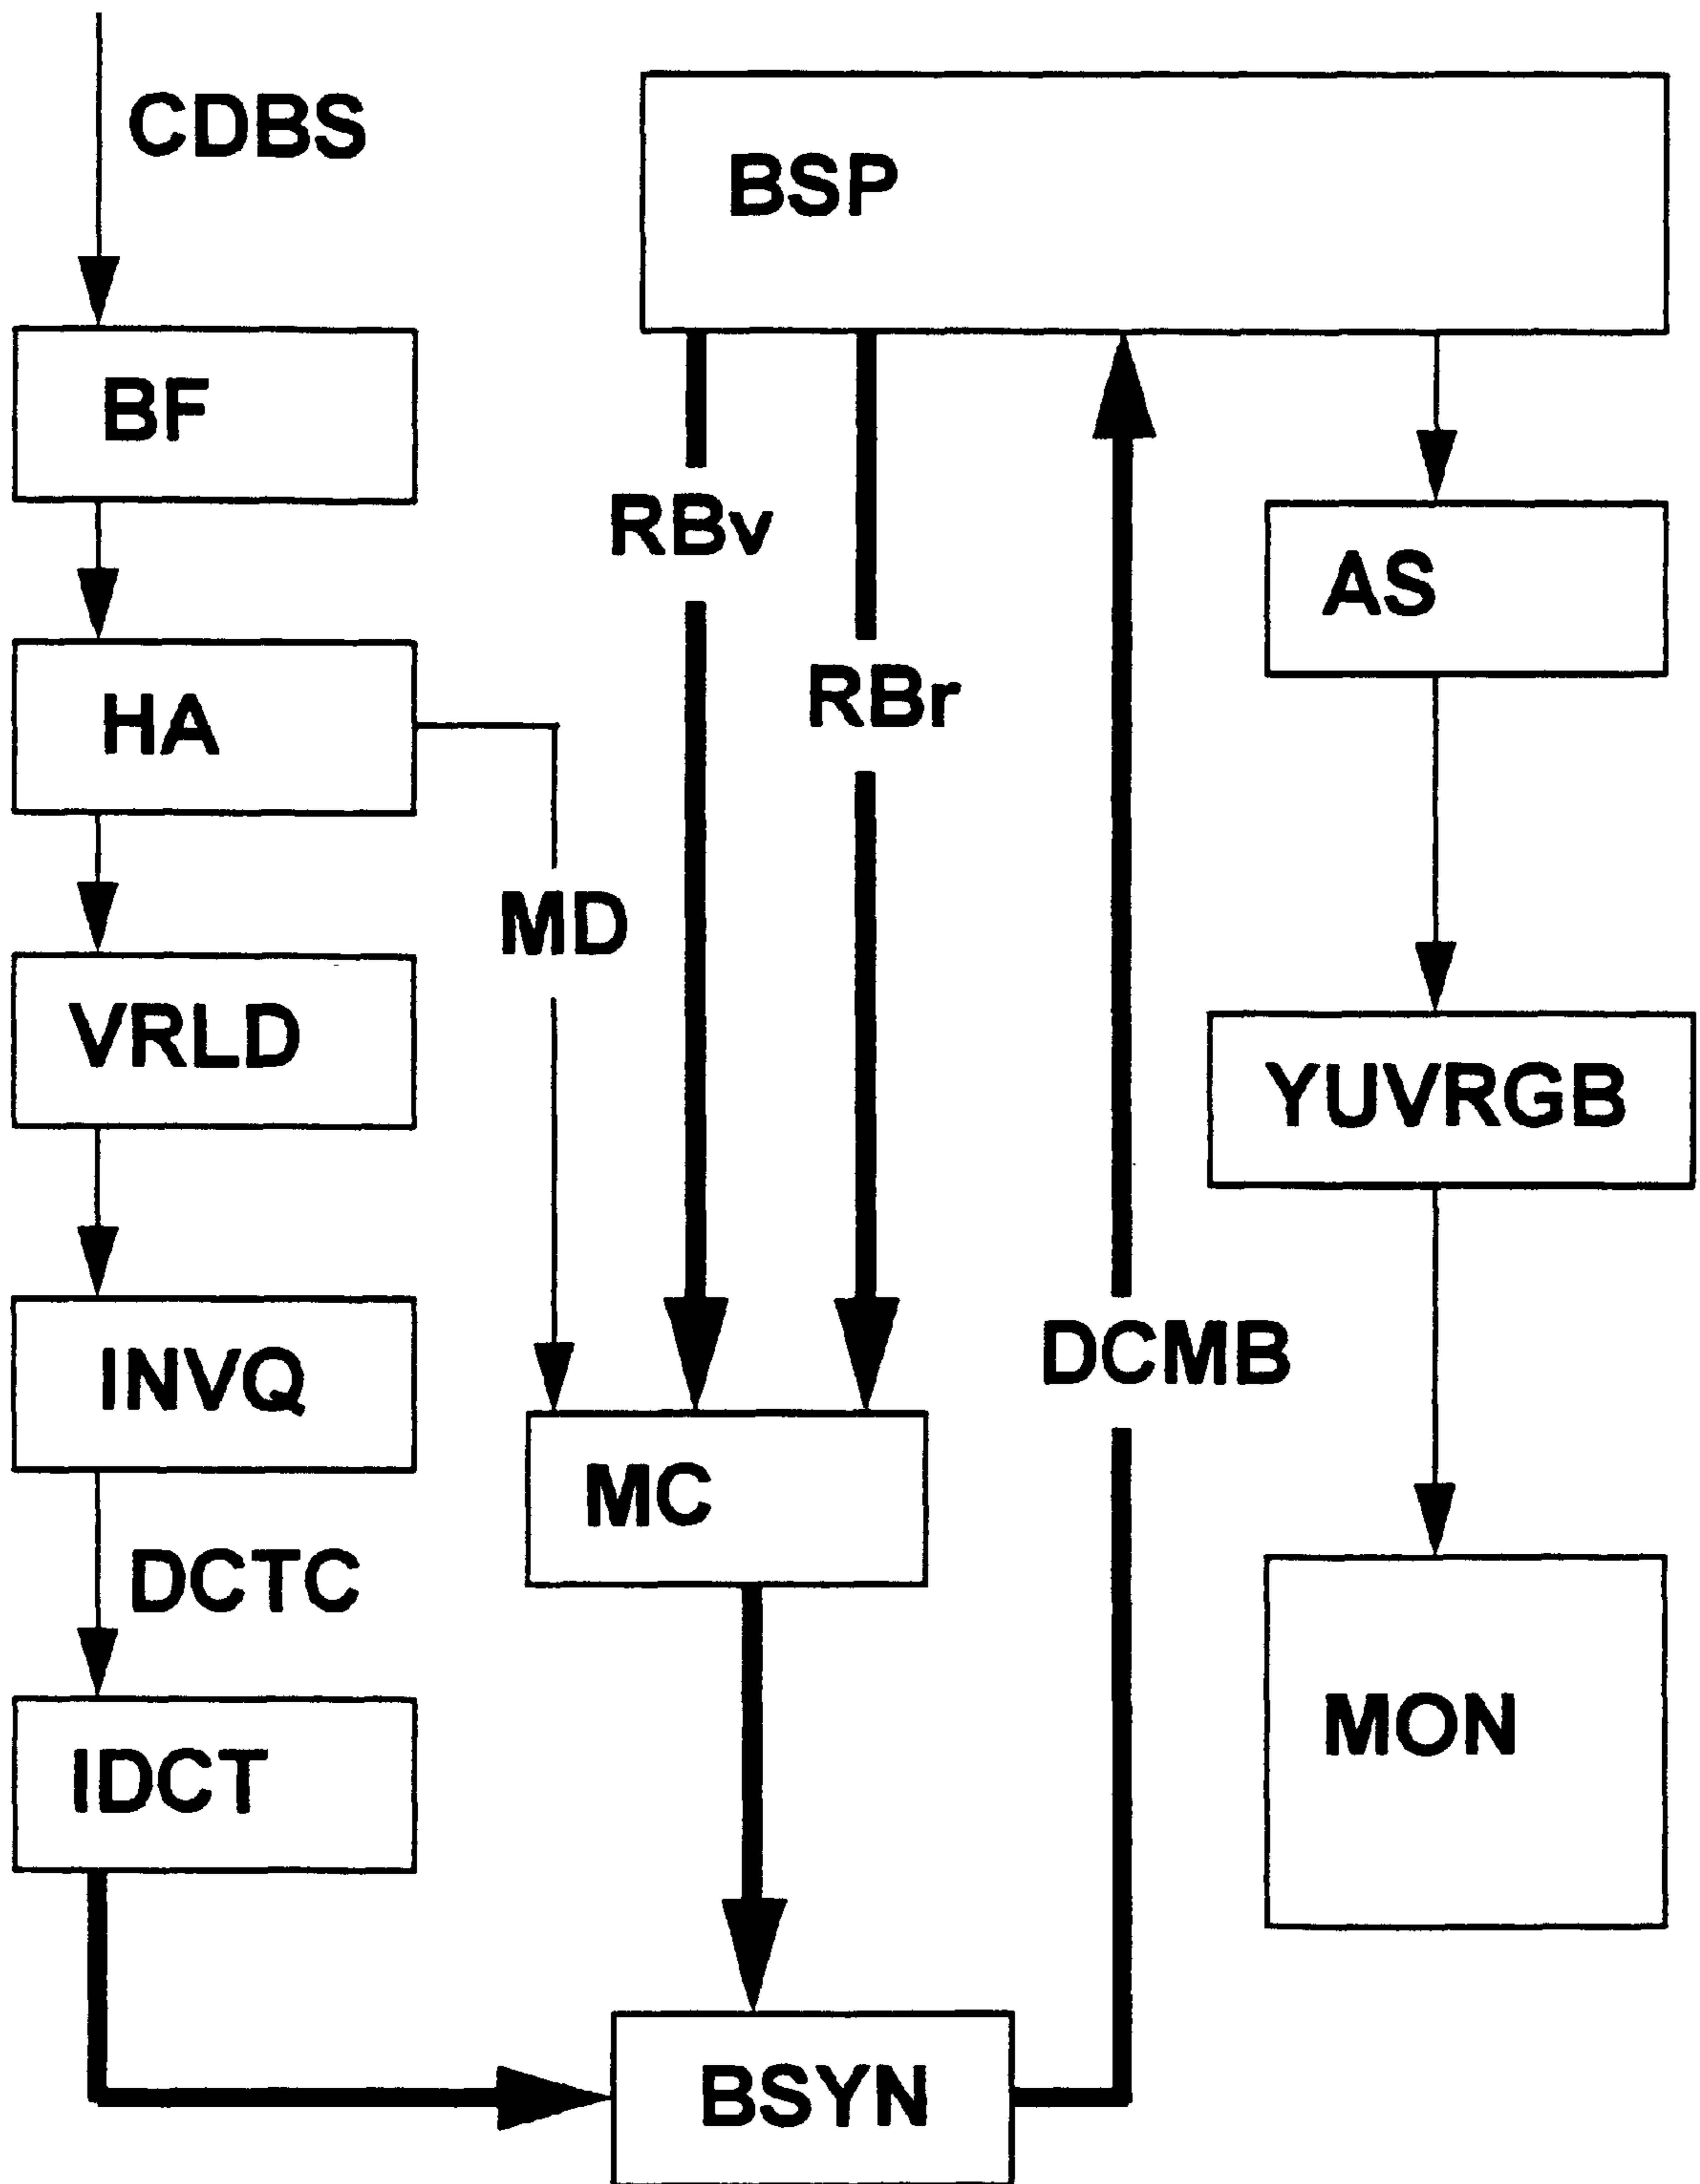 CDBS
BSP
BF
RBv
AS
HA
RBr
MD
VRLD
YUVRGB
INVQ
DCMB
MC
DCTC
IDCT
MON
BSYN